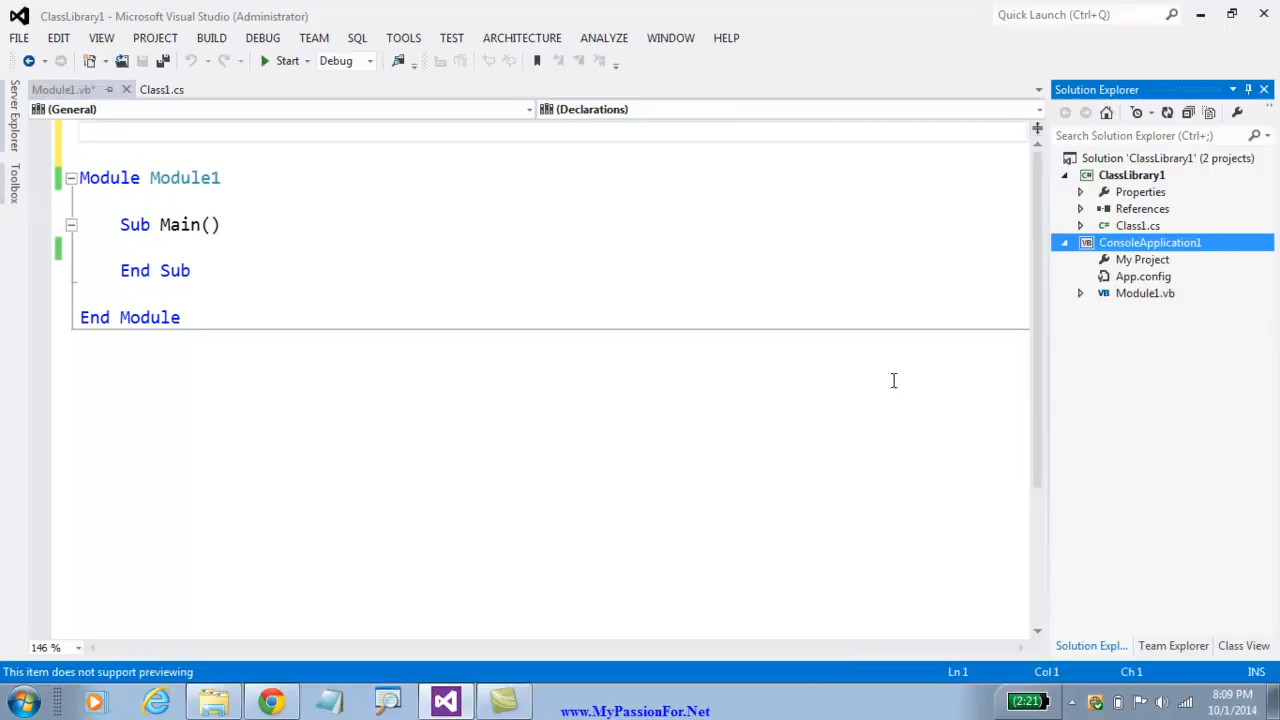 ClassLibrary1 - Microsoft Visual Studio (Administrator)
Quick Launch (Ctrl+Q)
FILE EDIT VIEW PROJECT BUILD DEBUG TEAM SQL TOOLS TEST ARCHITECTURE ANALYZE WINDOW HELP
Start Debug
Server Explorer
Toolbox
Module1.vb* Class1.cs
(General) (Declarations)
Module Module1
Sub Main()
End Sub
End Module
146 %
Solution Explorer
Search Solution Explorer (Ctrl+;)
Solution 'ClassLibrary1' (2 projects)
C# ClassLibrary1
Properties
References
C# Class1.cs
VB ConsoleApplication1
My Project
App.config
VB Module1.vb
Solution Expl... Team Explorer Class View
This item does not support previewing Ln 1 Col 1 Ch 1 INS
(2:21)
8:09 PM
10/1/2014
www.MyPassionFor.Net